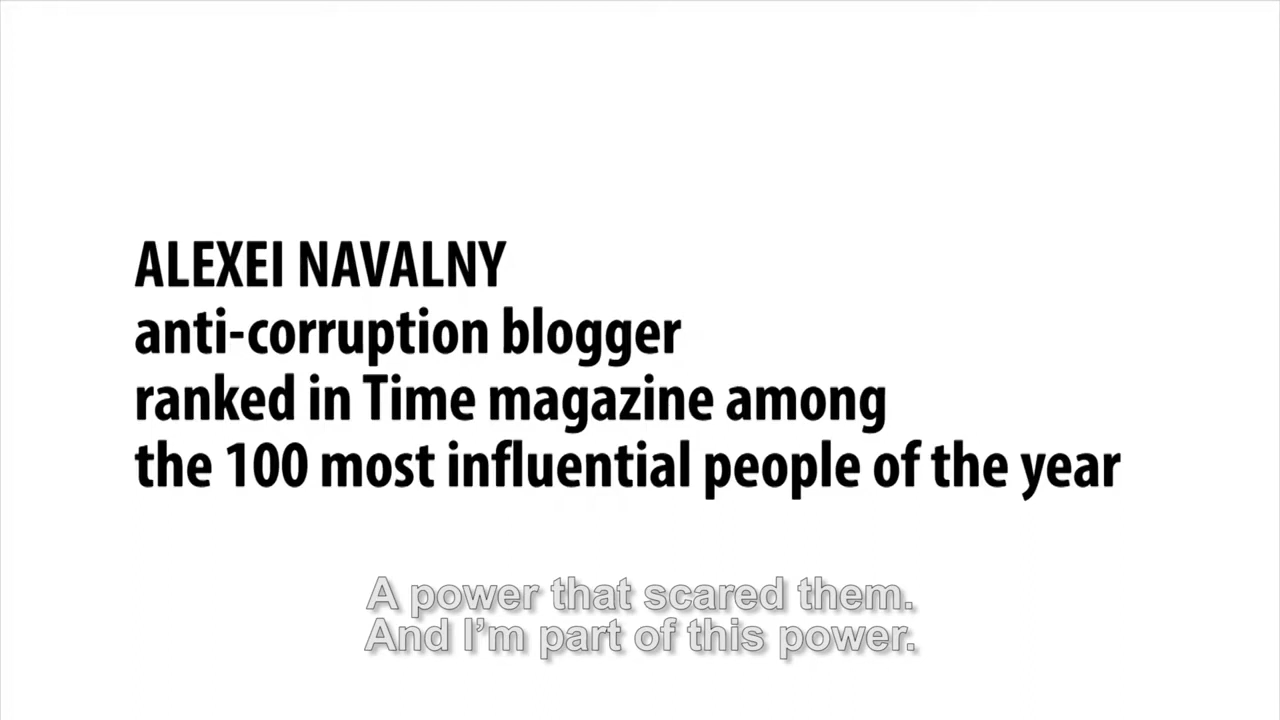 ALEXEI NAVALNY
anti-corruption blogger
ranked in Time magazine among
the 100 most influential people of the year
A power that scared them.
And I’m part of this power.